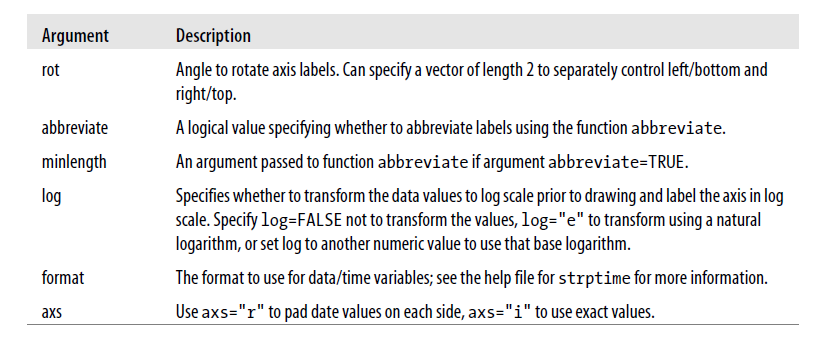 Argument Description
rot Angle to rotate axis labels. Can specify a vector of length 2 to separately control left/bottom and
right/top.
abbreviate A logical value specifying whether to abbreviate labels using the function abbreviate.
minlength An argument passed to function abbreviate if argument abbreviate=TRUE.
log Specifies whether to transform the data values to log scale prior to drawing and label the axis in log
scale. Specify log=FALSE not to transform the values, log="e" to transform using a natural
logarithm, or set log to another numeric value to use that base logarithm.
format The format to use for data/time variables; see the help file for strptime for more information.
axs Use axs="r" to pad date values on each side, axs="i" to use exact values.